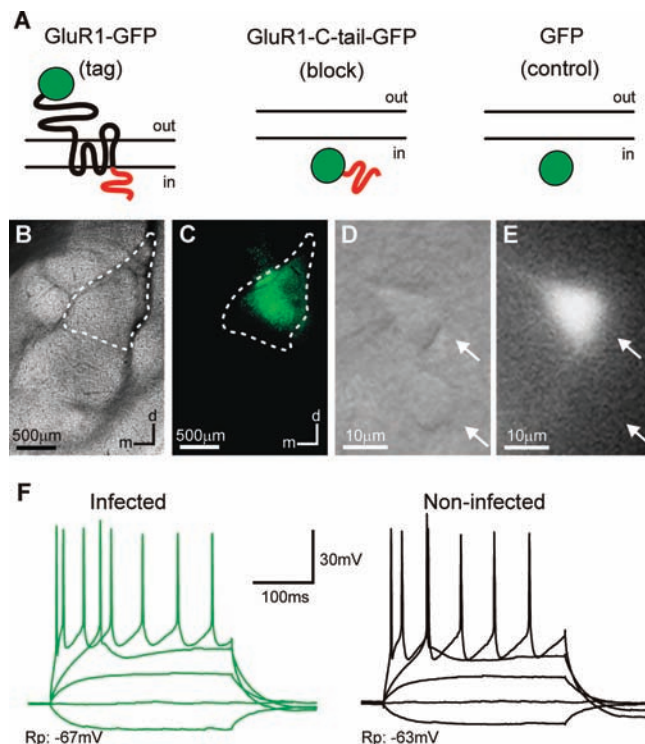 A
GluR1-GFP
(tag)
GluR1-C-tail-GFP
(block)
GFP
(control)
out
in
out
in
out
in
B
500µm
d
m
C
500µm
d
m
D
10µm
E
10µm
F
Infected
Non-infected
30mV
100ms
Rp: -67mV
Rp: -63mV